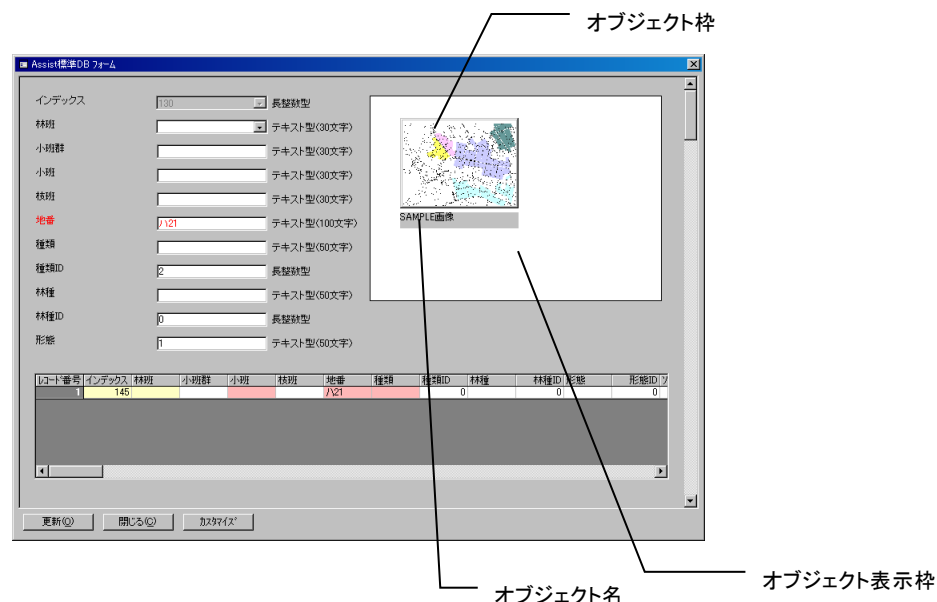 オブジェクト枠
Assist標準DB フォーム
インデックス 130 長整数型
林班 テキスト型(30文字)
小班群 テキスト型(30文字)
小班 テキスト型(30文字)
枝班 テキスト型(30文字)
地番 ハ21 テキスト型(100文字)
種類 テキスト型(50文字)
種類ID 2 長整数型
林種 テキスト型(50文字)
林種ID 0 長整数型
形態 1 テキスト型(50文字)
SAMPLE画像
レコード番号 インデックス 林班 小班群 小班 枝班 地番 種類 種類ID 林種 林種ID 形態 形態ID ソ
1 145 ハ21 0 0 0
更新(O) 閉じる(C) カスタマイズ
オブジェクト表示枠
オブジェクト名